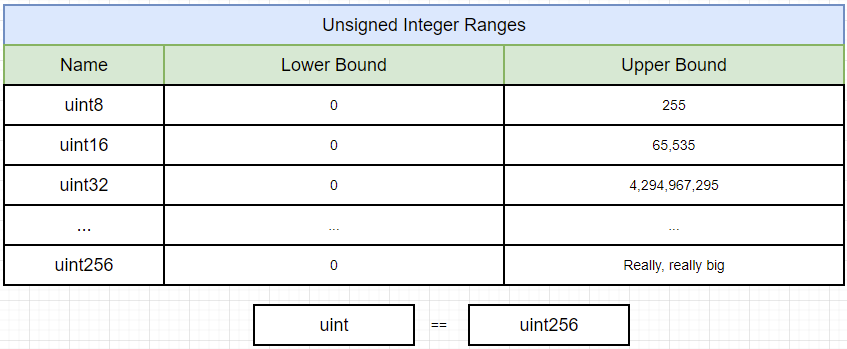 Unsigned Integer Ranges
Name Lower Bound Upper Bound
uint8 0 255
uint16 0 65,535
uint32 0 4,294,967,295
... ... ...
uint256 0 Really, really big
uint == uint256